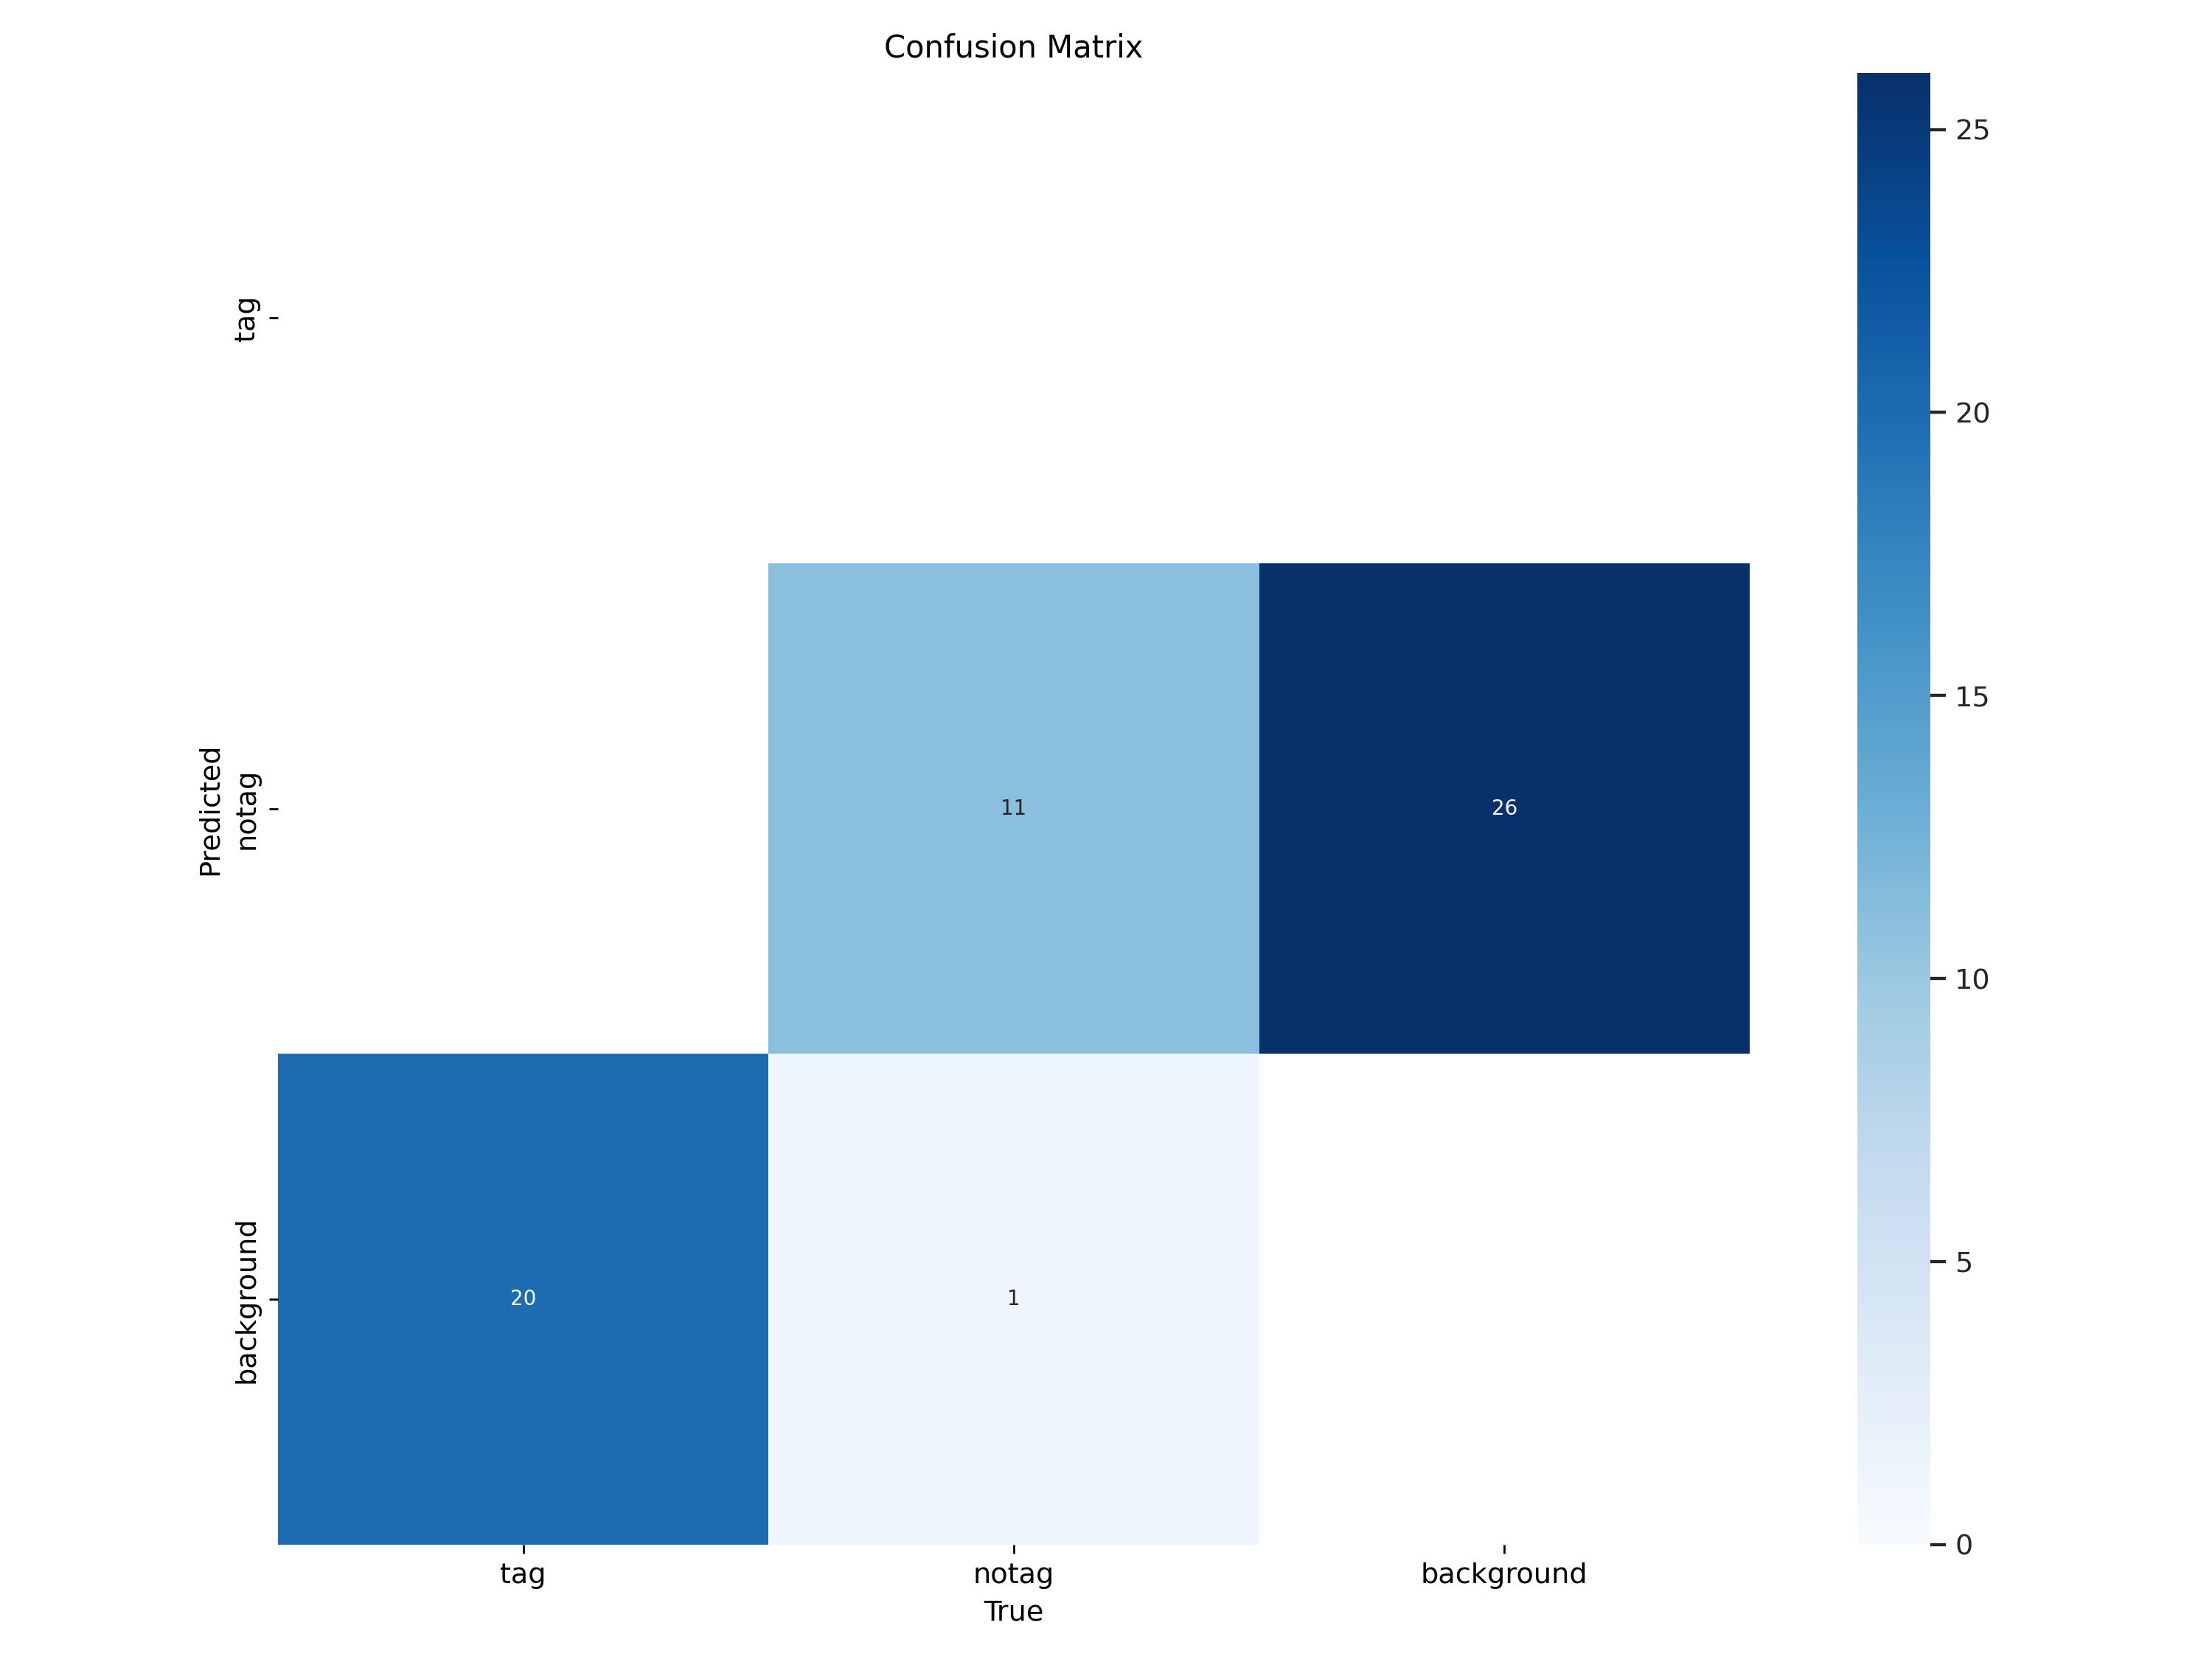 Confusion Matrix
25
tag
20
15
Predicted
notag
11
26
10
background
20
1
5
0
tag
notag
background
True